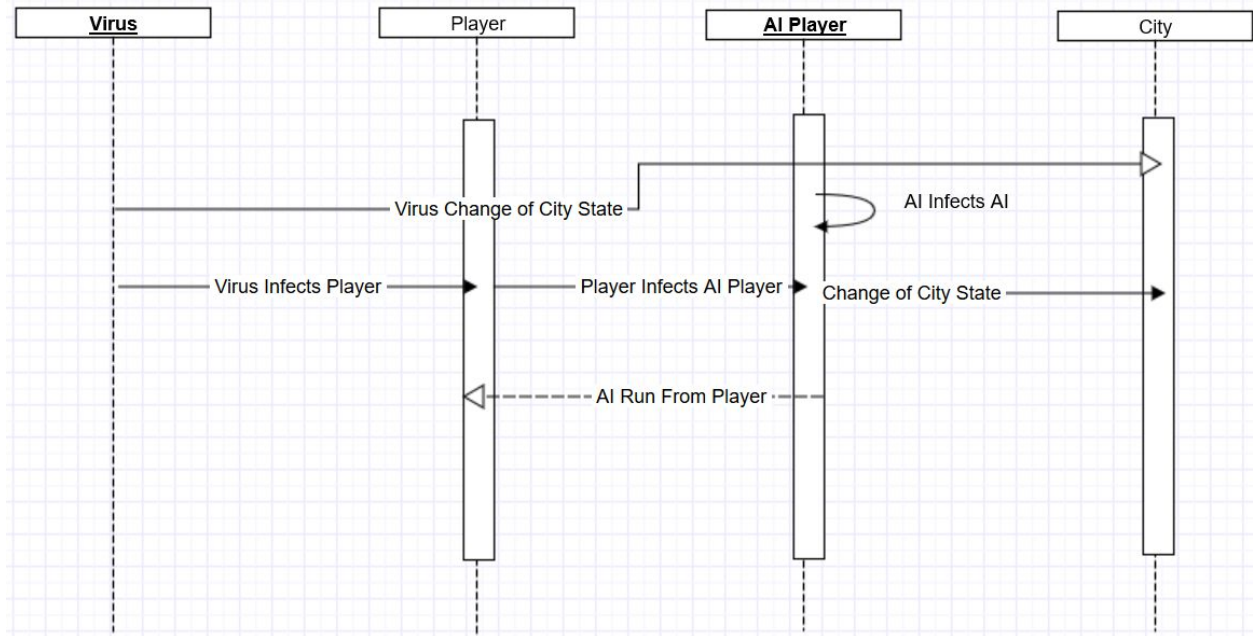 Virus
Player
AI Player
City
AI Infects AI
Virus Change of City State
Virus Infects Player
Player Infects AI Player
Change of City State
AI Run From Player